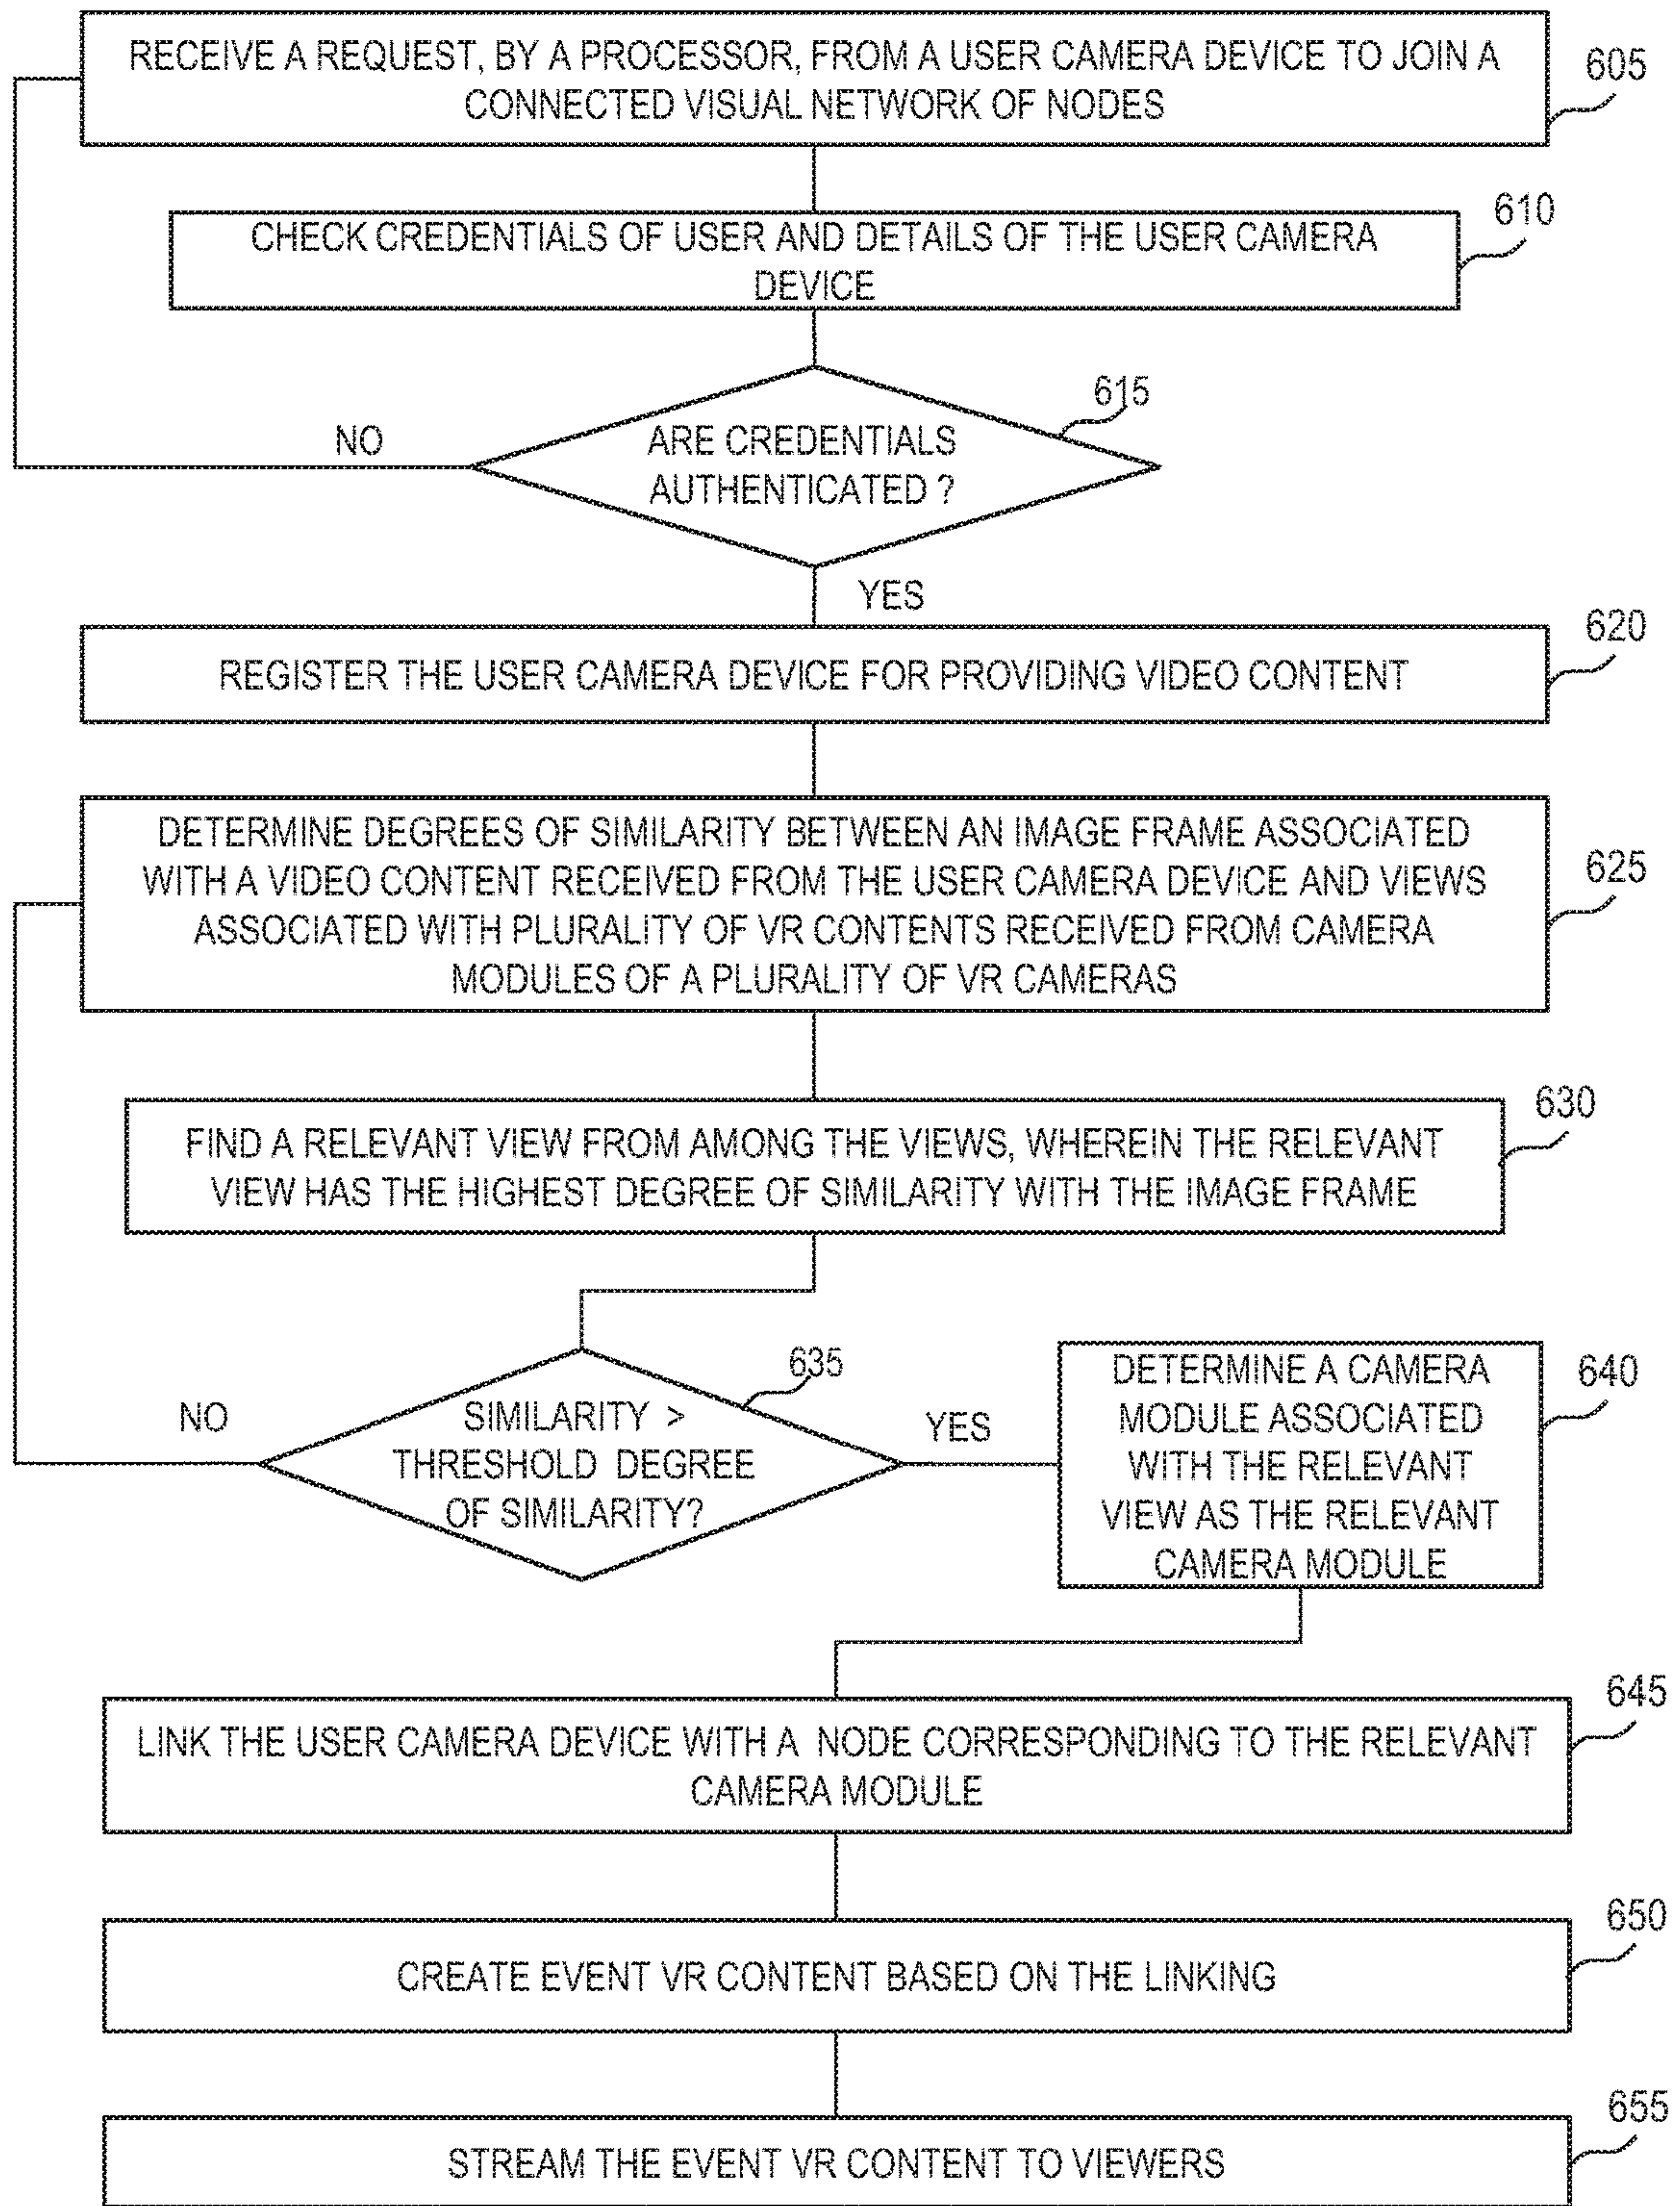 RECEIVE A REQUEST, BY A PROCESSOR, FROM A USER CAMERA DEVICE TO JOIN A
CONNECTED VISUAL NETWORK OF NODES
605
CHECK CREDENTIALS OF USER AND DETAILS OF THE USER CAMERA
DEVICE
610
615
ARE CREDENTIALS
AUTHENTICATED ?
NO
YES
620
REGISTER THE USER CAMERA DEVICE FOR PROVIDING VIDEO CONTENT
DETERMINE DEGREES OF SIMILARITY BETWEEN AN IMAGE FRAME ASSOCIATED
WITH A VIDEO CONTENT RECEIVED FROM THE USER CAMERA DEVICE AND VIEWS
ASSOCIATED WITH PLURALITY OF VR CONTENTS RECEIVED FROM CAMERA
MODULES OF A PLURALITY OF VR CAMERAS
625
630
FIND A RELEVANT VIEW FROM AMONG THE VIEWS, WHEREIN THE RELEVANT
VIEW HAS THE HIGHEST DEGREE OF SIMILARITY WITH THE IMAGE FRAME
635
NO
SIMILARITY >
THRESHOLD DEGREE
OF SIMILARITY?
YES
DETERMINE A CAMERA
MODULE ASSOCIATED
WITH THE RELEVANT
VIEW AS THE RELEVANT
CAMERA MODULE
640
645
LINK THE USER CAMERA DEVICE WITH A NODE CORRESPONDING TO THE RELEVANT
CAMERA MODULE
650
CREATE EVENT VR CONTENT BASED ON THE LINKING
655
STREAM THE EVENT VR CONTENT TO VIEWERS